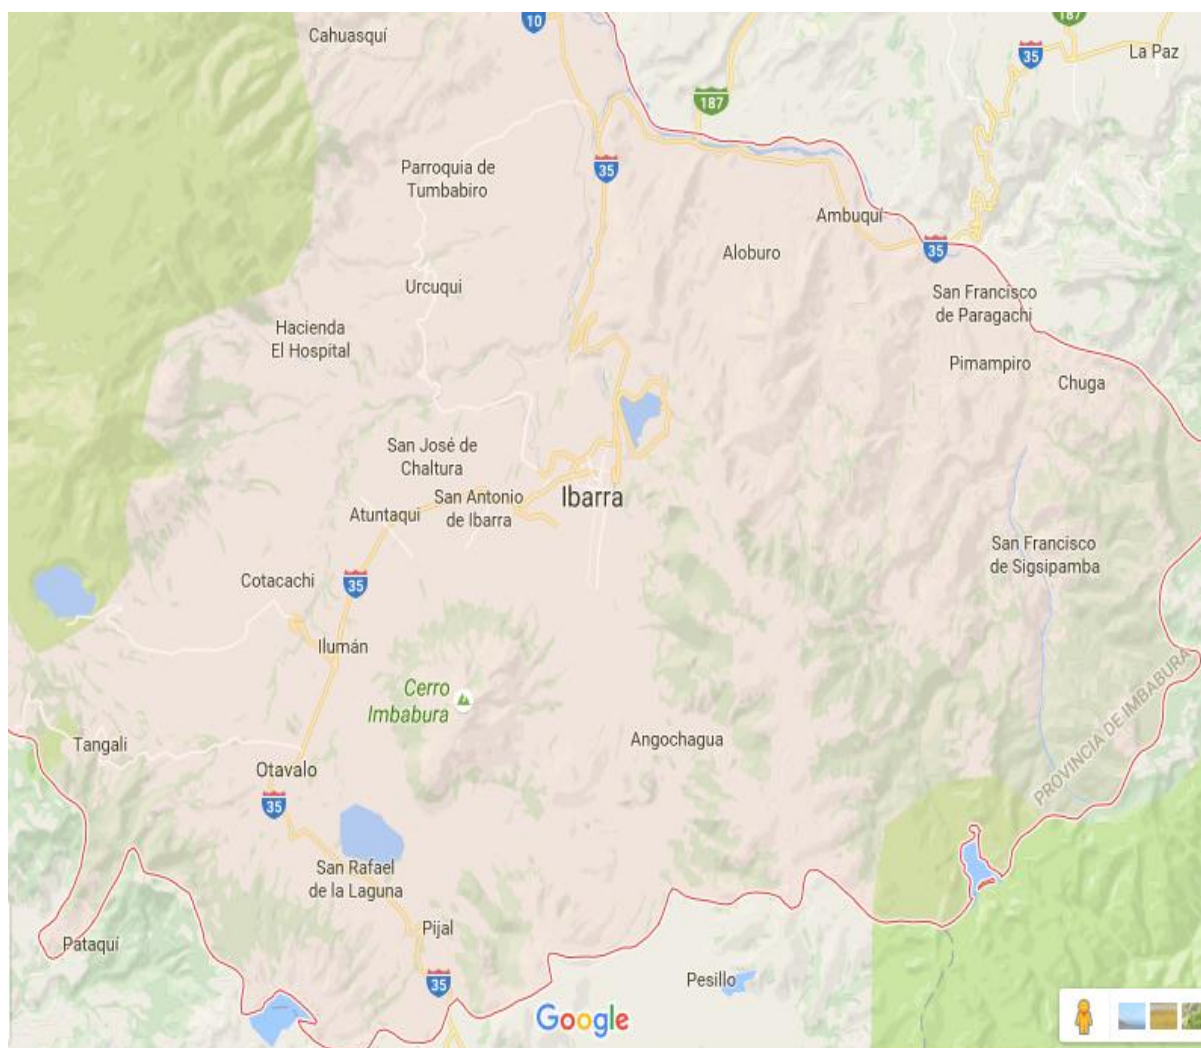 10
187
Cahuasquí
35
La Paz
187
Parroquia de
Tumbabiro
35
Ambuquí
Aloburo
35
Urcuqui
San Francisco
de Paragachi
Hacienda
El Hospital
Pimampiro
Chuga
San José de
Chaltura
San Antonio
de Ibarra
Ibarra
Atuntaqui
San Francisco
de Sigsipamba
Cotacachi
35
Ilumán
Cerro
Imbabura
PROVINCIA DE IMBABURA
Tangali
Angochagua
Otavalo
35
San Rafael
de la Laguna
Pijal
Pataquí
Pesillo
35
Google